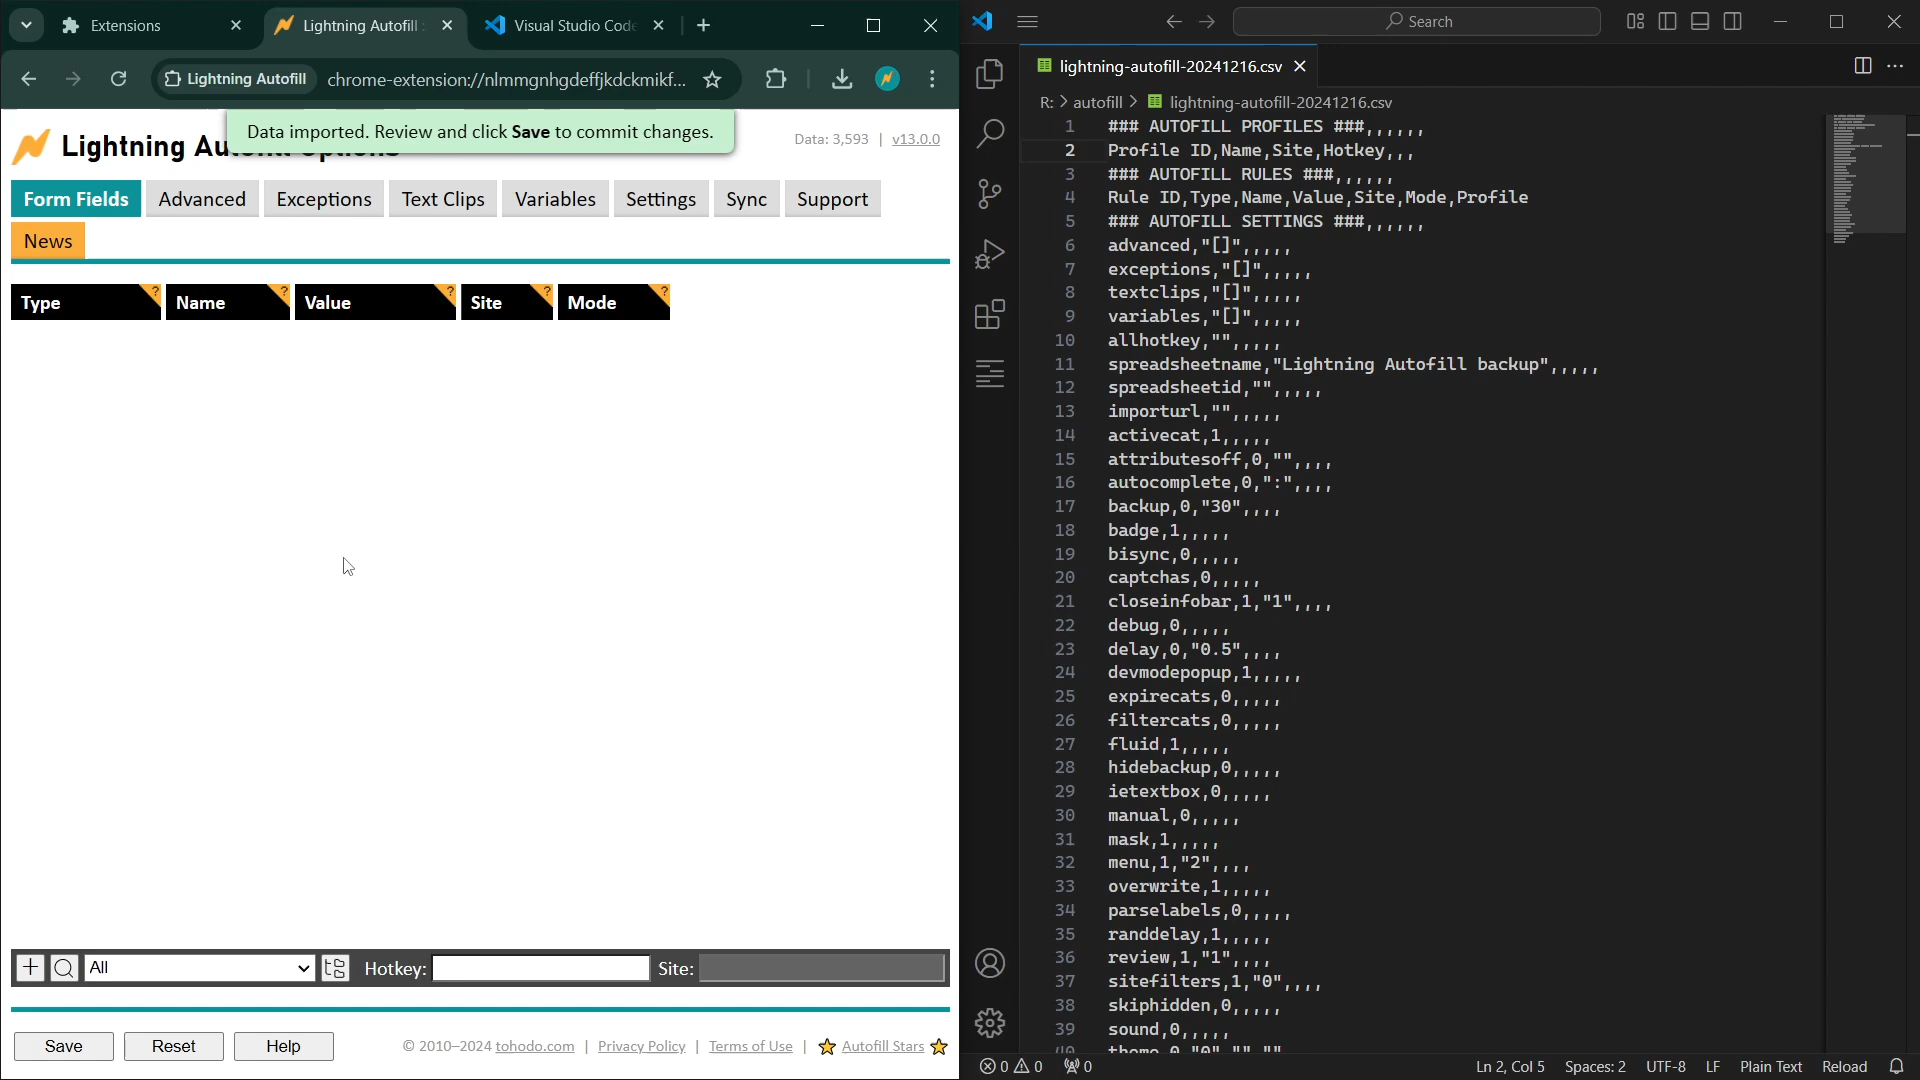 Extensions
Lightning Autofill
Visual Studio Code
Lightning Autofill
chrome-extension://nlmmgnhgdeffjkdckmikf...
Data imported. Review and click Save to commit changes.
Data: 3,593 | v13.0.0
Form Fields
Advanced
Exceptions
Text Clips
Variables
Settings
Sync
Support
News
Type ?
Name ?
Value ?
Site ?
Mode ?
All
Hotkey:
Site:
Save
Reset
Help
© 2010–2024 tohodo.com | Privacy Policy | Terms of Use | Autofill Stars
Search
lightning-autofill-20241216.csv
R: > autofill > lightning-autofill-20241216.csv
1 ### AUTOFILL PROFILES ###,,,,,,
2 Profile ID,Name,Site,Hotkey,,,
3 ### AUTOFILL RULES ###,,,,,,
4 Rule ID,Type,Name,Value,Site,Mode,Profile
5 ### AUTOFILL SETTINGS ###,,,,,,
6 advanced,"[]",,,,,
7 exceptions,"[]",,,,,
8 textclips,"[]",,,,,
9 variables,"[]",,,,,
10 allhotkey,"",,,,,
11 spreadsheetname,"Lightning Autofill backup",,,,,
12 spreadsheetid,"",,,,,
13 importurl,"",,,,,
14 activecat,1,,,,,
15 attributesoff,0,"",,,,
16 autocomplete,0,":",,,,
17 backup,0,"30",,,,
18 badge,1,,,,,
19 bisync,0,,,,,
20 captchas,0,,,,,
21 closeinfobar,1,"1",,,,
22 debug,0,,,,,
23 delay,0,"0.5",,,,
24 devmodepopup,1,,,,,
25 expirecats,0,,,,,
26 filtercats,0,,,,,
27 fluid,1,,,,,
28 hidebackup,0,,,,,
29 ietextbox,0,,,,,
30 manual,0,,,,,
31 mask,1,,,,,
32 menu,1,"2",,,,
33 overwrite,1,,,,,
34 parselabels,0,,,,,
35 randdelay,1,,,,,
36 review,1,"1",,,,
37 sitefilters,1,"0",,,,
38 skiphidden,0,,,,,
39 sound,0,,,,,
0 0 0
Ln 2, Col 5
Spaces: 2
UTF-8
LF
Plain Text
Reload